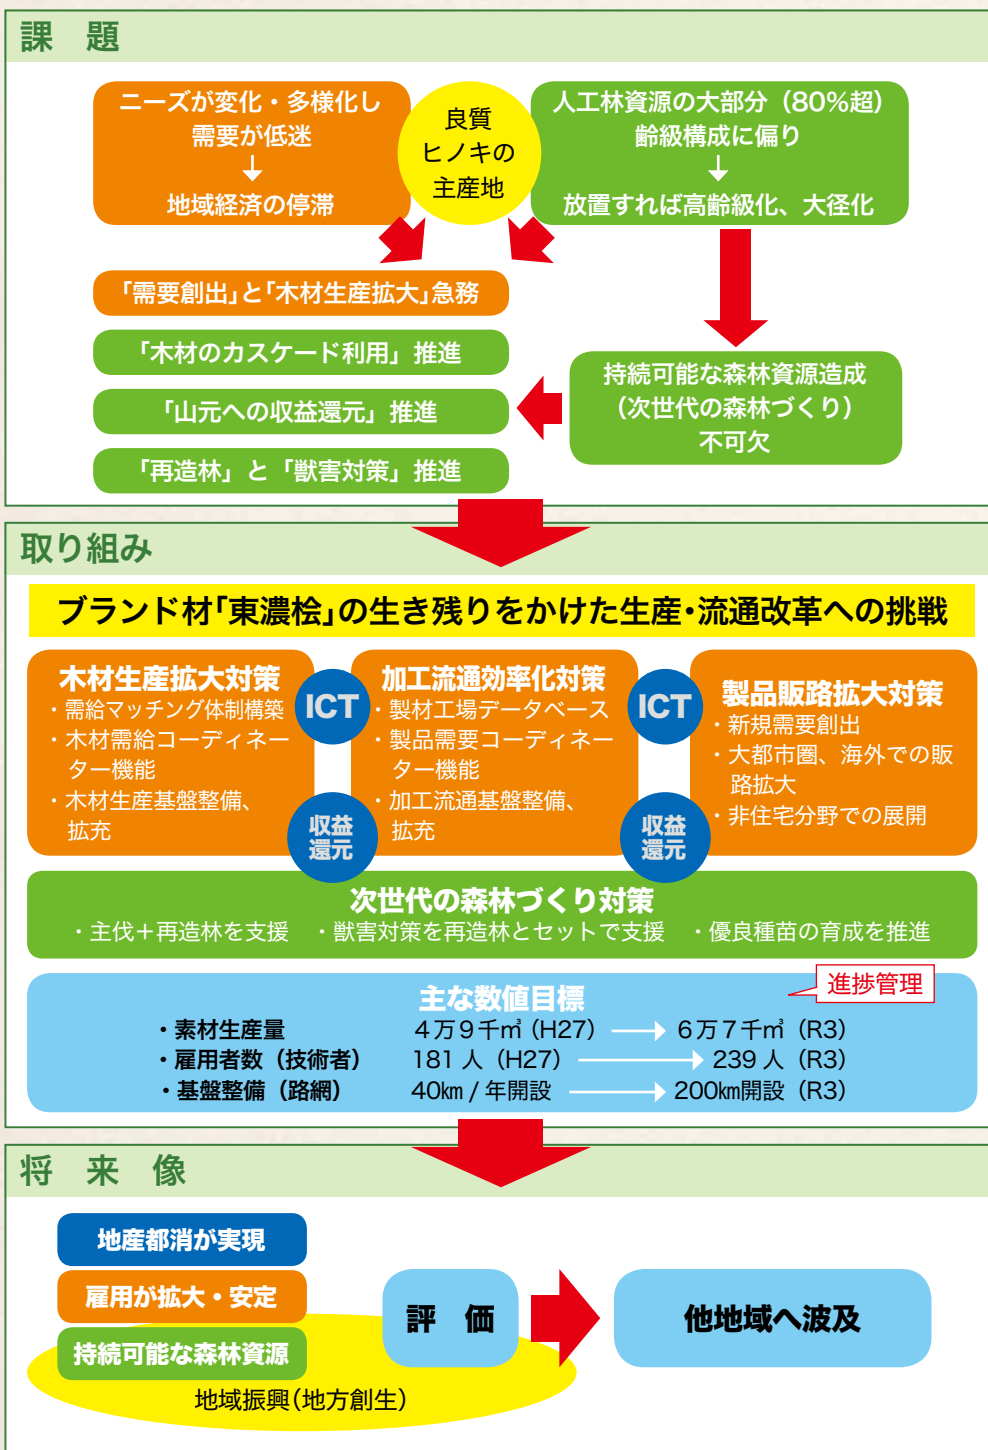 課 題
ニーズが変化・多様化し
需要が低迷
↓
地域経済の停滞
良質
ヒノキの
主産地
人工林資源の大部分（80%超）
齢級構成に偏り
↓
放置すれば高齢級化、大径化
「需要創出」と「木材生産拡大」急務
「木材のカスケード利用」推進
「山元への収益還元」推進
「再造林」と「獣害対策」推進
持続可能な森林資源造成
（次世代の森林づくり）
不可欠
取り組み
ブランド材「東濃桧」の生き残りをかけた生産・流通改革への挑戦
木材生産拡大対策
・需給マッチング体制構築
・木材需給コーディネー
ター機能
・木材生産基盤整備、
拡充
ICT
収益
還元
加工流通効率化対策
・製材工場データベース
・製品需要コーディネー
ター機能
・加工流通基盤整備、
拡充
ICT
収益
還元
製品販路拡大対策
・新規需要創出
・大都市圏、海外での販
路拡大
・非住宅分野での展開
次世代の森林づくり対策
・主伐＋再造林を支援 ・獣害対策を再造林とセットで支援 ・優良種苗の育成を推進
進捗管理
主な数値目標
・素材生産量 4万9千㎥（H27）→ 6万7千㎥（R3）
・雇用者数（技術者） 181人（H27）→ 239人（R3）
・基盤整備（路網） 40㎞/年開設 → 200㎞開設（R3）
将 来 像
地産都消が実現
雇用が拡大・安定
持続可能な森林資源
地域振興（地方創生）
評 価
他地域へ波及